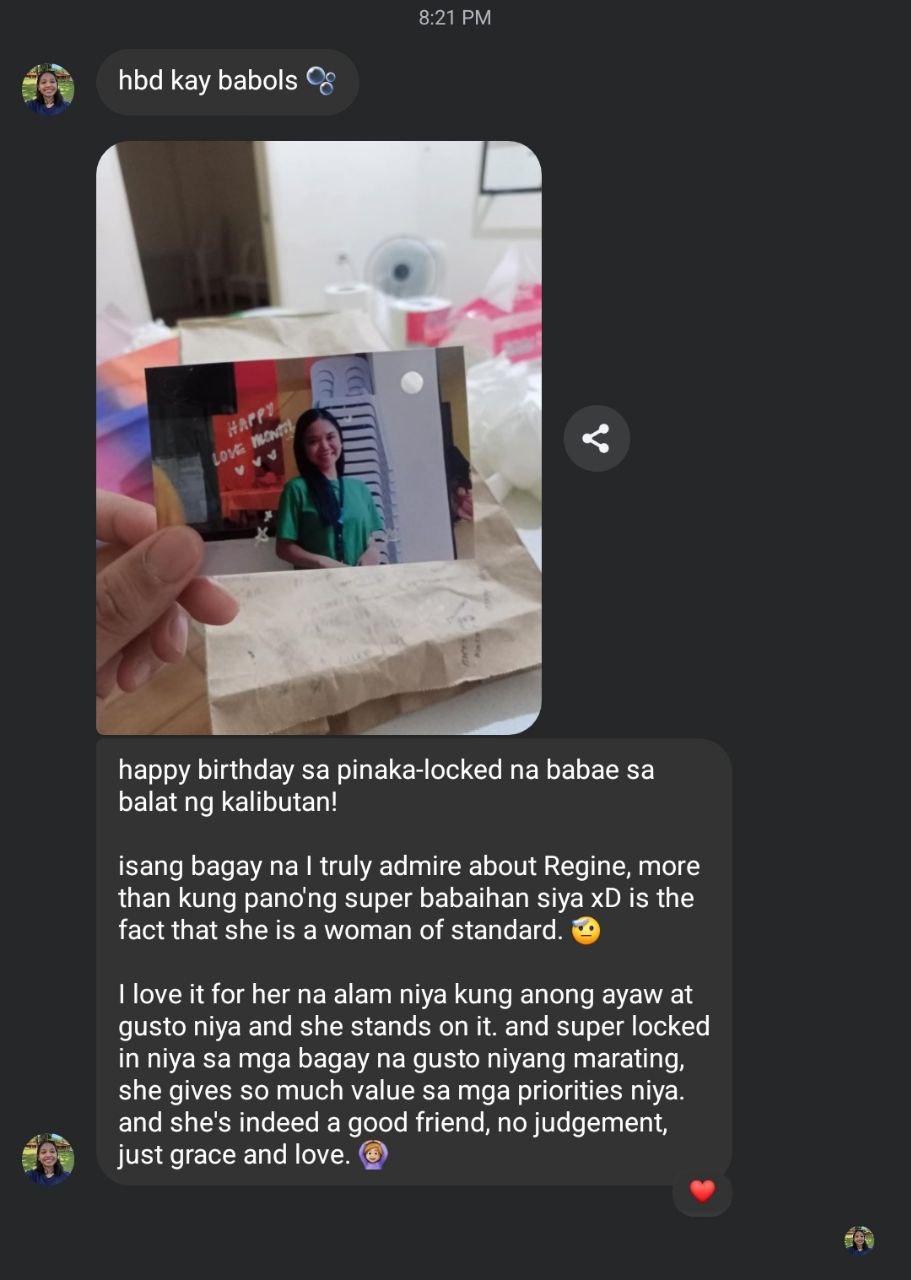 8:21 PM
hbd kay babols 🫧
HAPPY
LOVE MONTH
happy birthday sa pinaka-locked na babae sa
balat ng kalibutan!
isang bagay na I truly admire about Regine, more
than kung pano'ng super babaihan siya xD is the
fact that she is a woman of standard. 🤕
I love it for her na alam niya kung anong ayaw at
gusto niya and she stands on it. and super locked
in niya sa mga bagay na gusto niyang marating,
she gives so much value sa mga priorities niya.
and she's indeed a good friend, no judgement,
just grace and love. 🙆🏼‍♀️